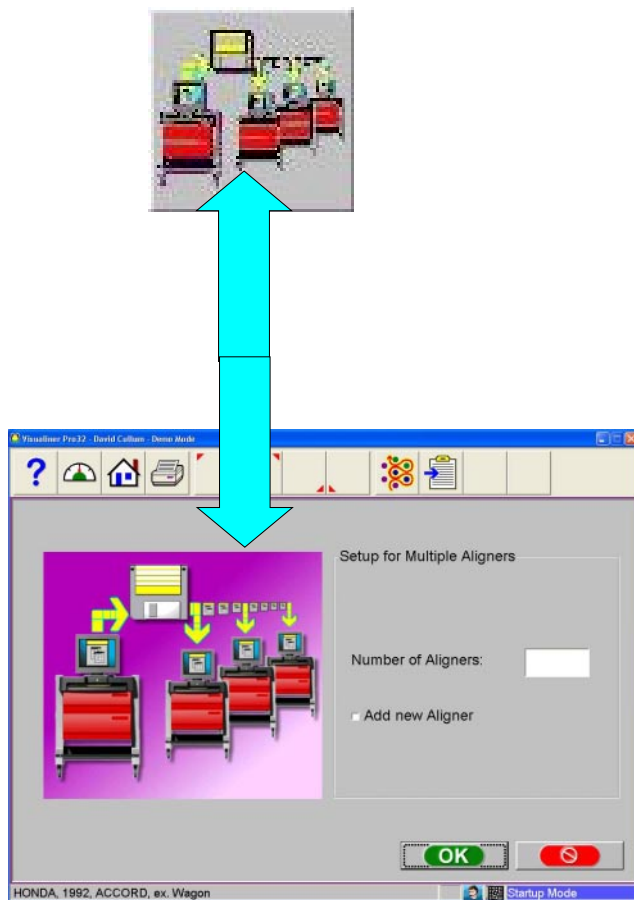 Visualiner Pro32 - David Cullum - Demo Mode
?
Setup for Multiple Aligners
Number of Aligners:
Add new Aligner
OK
HONDA, 1992, ACCORD, ex. Wagon
Startup Mode